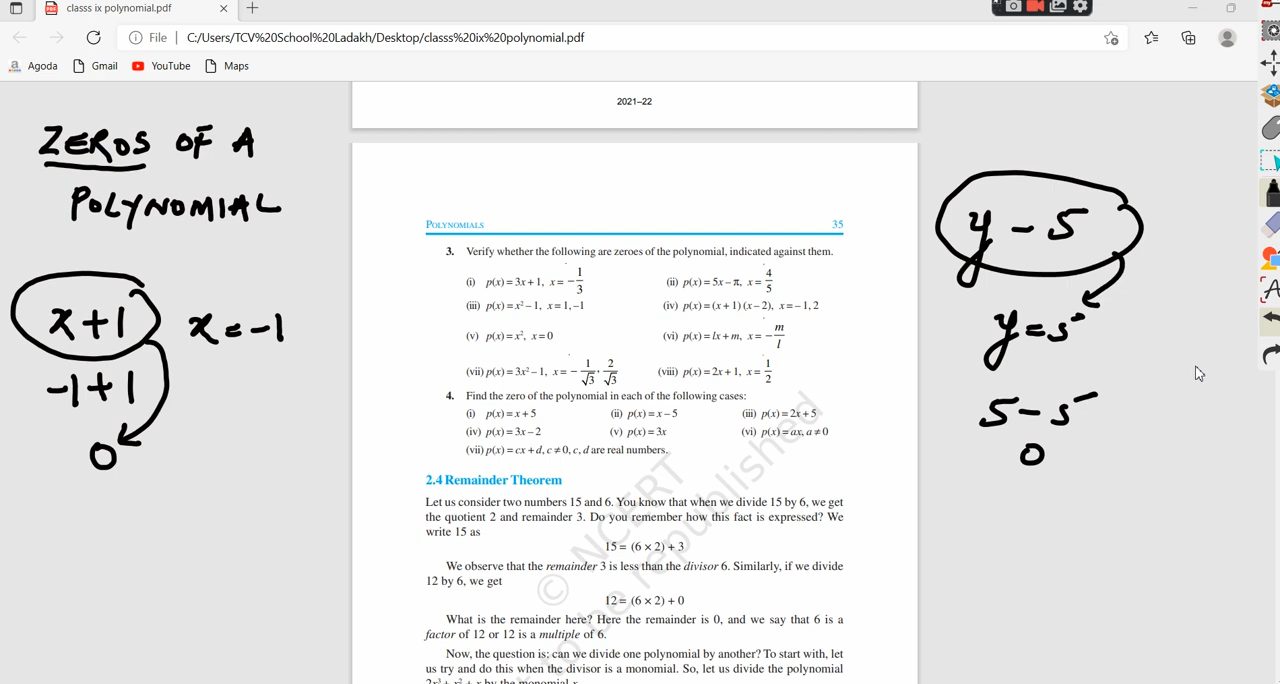 classs ix polynomial.pdf
File C:/Users/TCV%20School%20Ladakh/Desktop/classs%20ix%20polynomial.pdf
Agoda Gmail YouTube Maps
2021–22
ZEROS OF A
POLYNOMIAL
x+1 x=-1
-1+1
0
POLYNOMIALS 35
3. Verify whether the following are zeroes of the polynomial, indicated against them.
(i) p(x) = 3x + 1, x = – 1/3 (ii) p(x) = 5x – π, x = 4/5
(iii) p(x) = x² – 1, x = 1, –1 (iv) p(x) = (x + 1) (x – 2), x = – 1, 2
(v) p(x) = x², x = 0 (vi) p(x) = lx + m, x = – m/l
(vii) p(x) = 3x² – 1, x = – 1/√3, 2/√3 (viii) p(x) = 2x + 1, x = 1/2
4. Find the zero of the polynomial in each of the following cases:
(i) p(x) = x + 5 (ii) p(x) = x – 5 (iii) p(x) = 2x + 5
(iv) p(x) = 3x – 2 (v) p(x) = 3x (vi) p(x) = ax, a ≠ 0
(vii) p(x) = cx + d, c ≠ 0, c, d are real numbers.
2.4 Remainder Theorem
Let us consider two numbers 15 and 6. You know that when we divide 15 by 6, we get
the quotient 2 and remainder 3. Do you remember how this fact is expressed? We
write 15 as
15 = (6 × 2) + 3
We observe that the remainder 3 is less than the divisor 6. Similarly, if we divide
12 by 6, we get
12 = (6 × 2) + 0
What is the remainder here? Here the remainder is 0, and we say that 6 is a
factor of 12 or 12 is a multiple of 6.
Now, the question is: can we divide one polynomial by another? To start with, let
us try and do this when the divisor is a monomial. So, let us divide the polynomial
© NCERT
to be republished
y - 5
y = 5
5 - 5
0